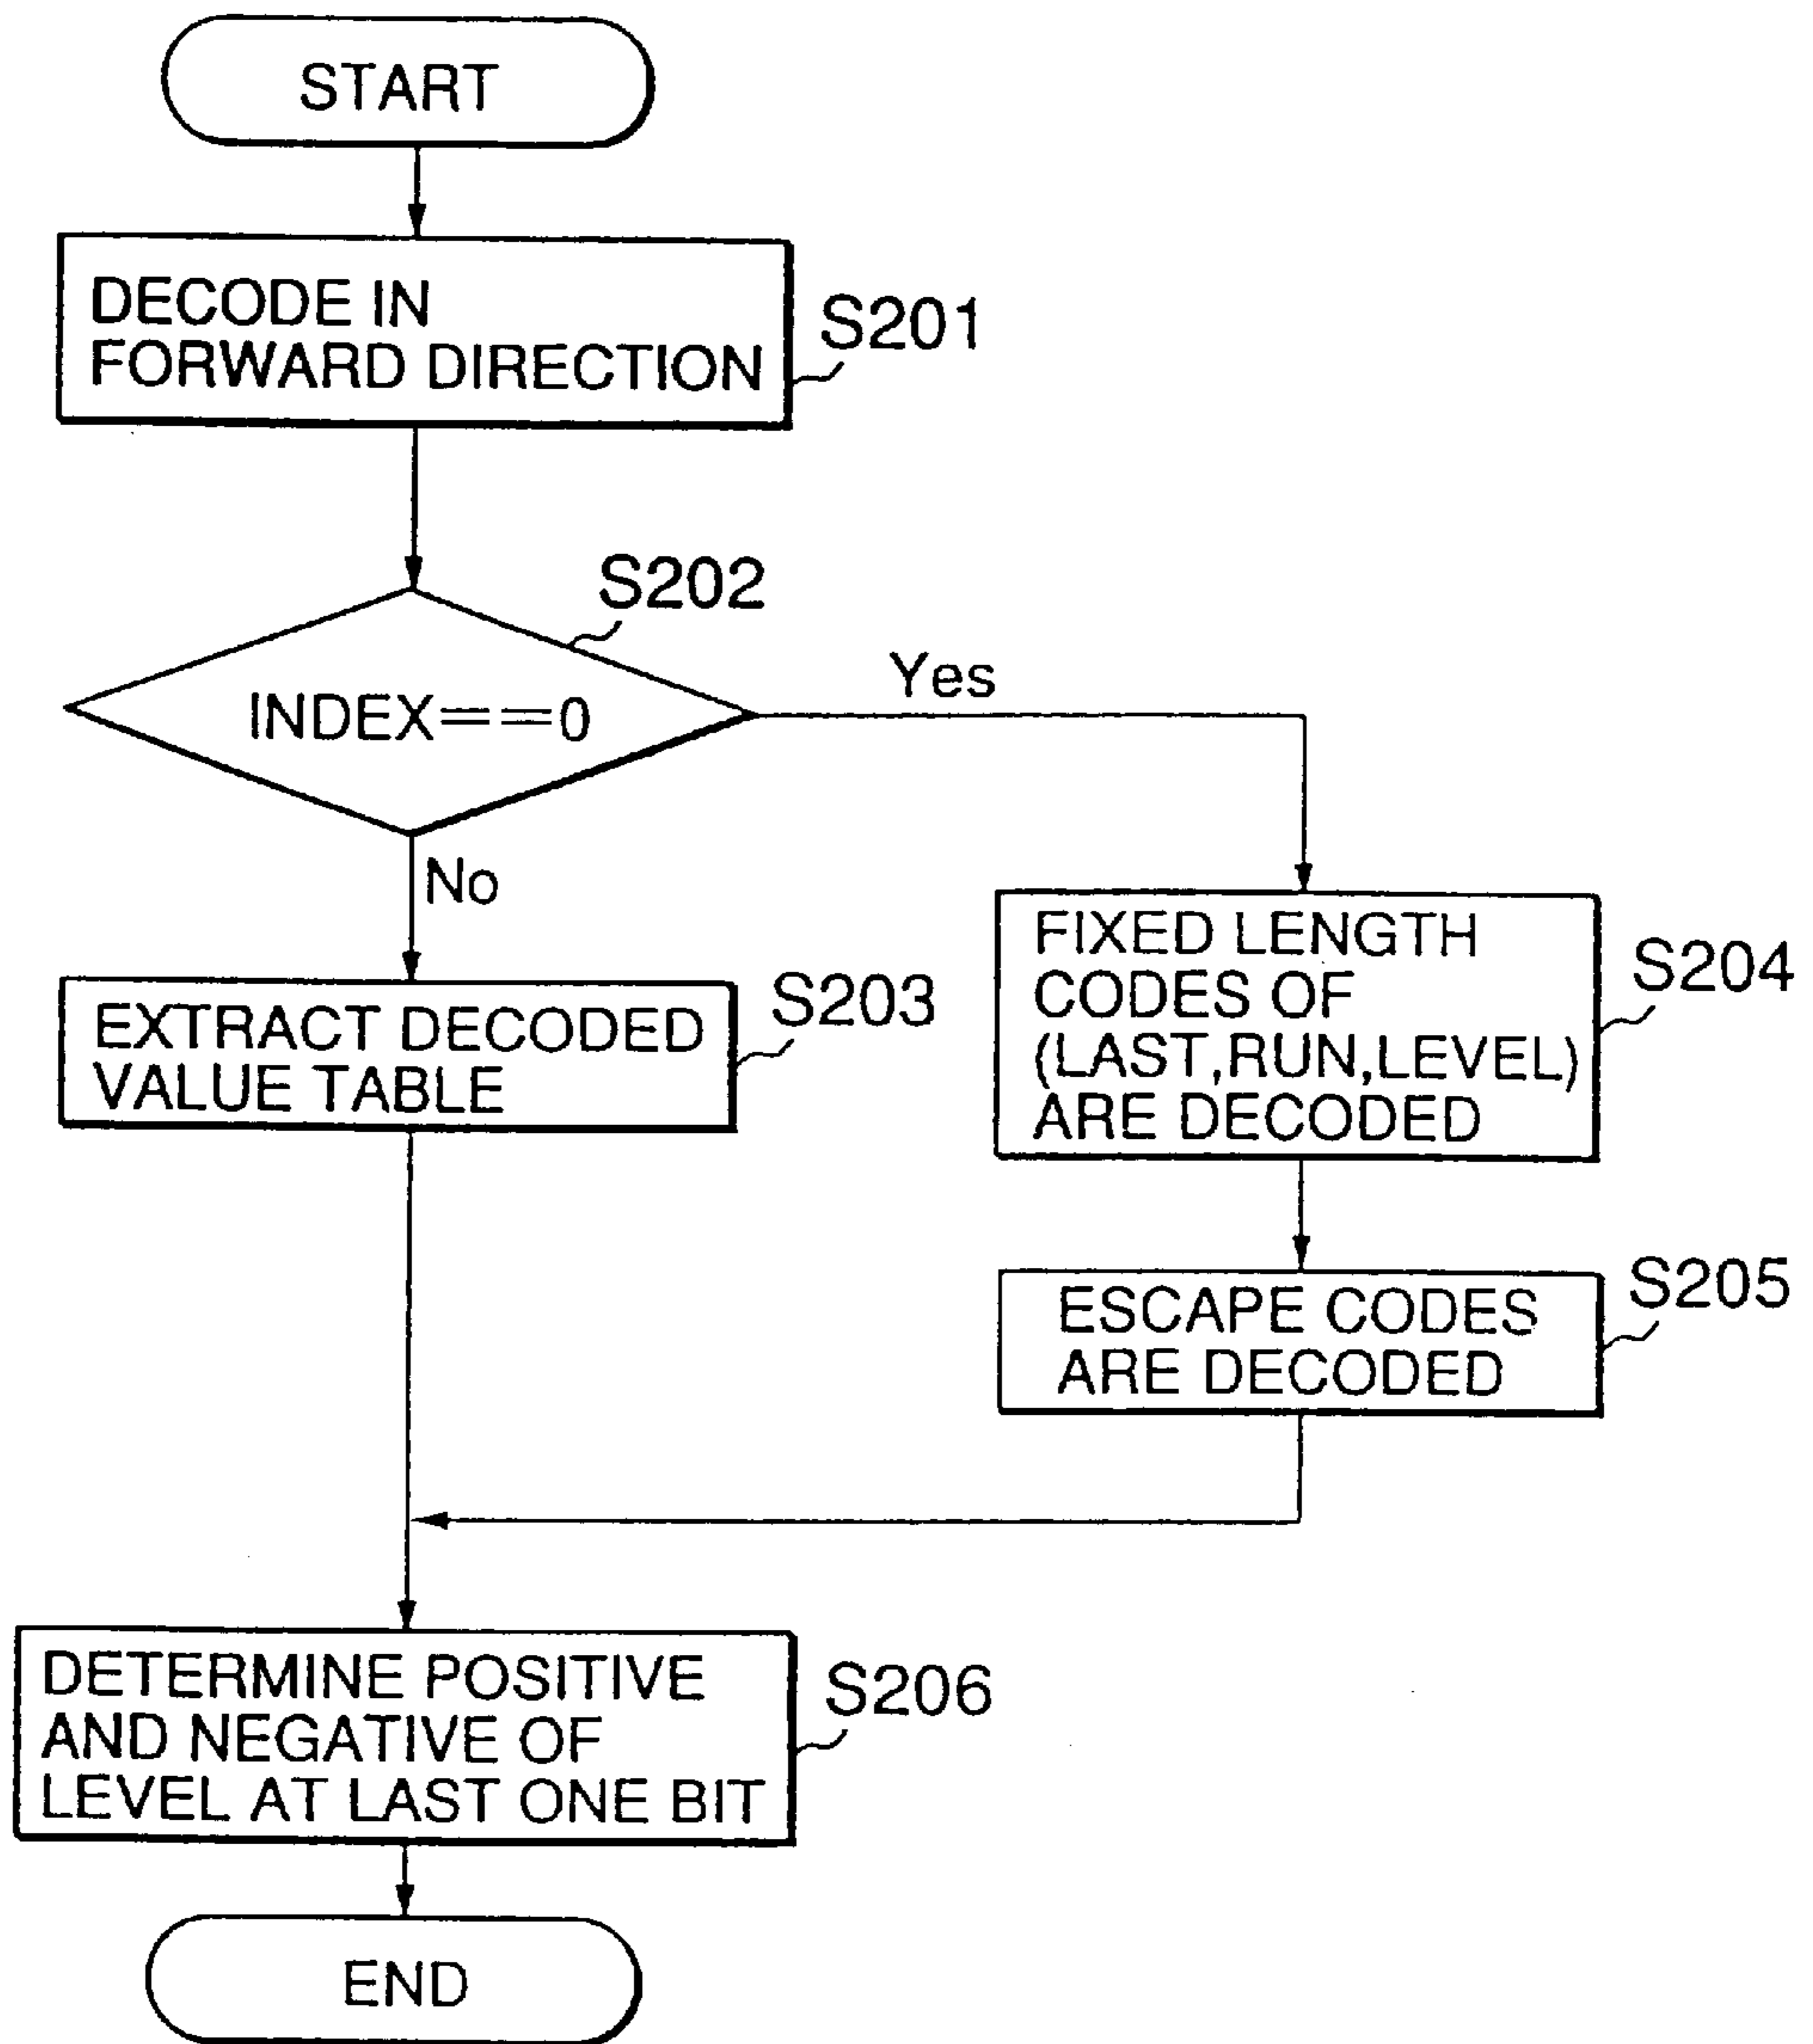 START
DECODE IN
FORWARD DIRECTION
S201
S202
INDEX==0
Yes
No
EXTRACT DECODED
VALUE TABLE
S203
FIXED LENGTH
CODES OF
(LAST,RUN,LEVEL)
ARE DECODED
S204
ESCAPE CODES
ARE DECODED
S205
DETERMINE POSITIVE
AND NEGATIVE OF
LEVEL AT LAST ONE BIT
S206
END